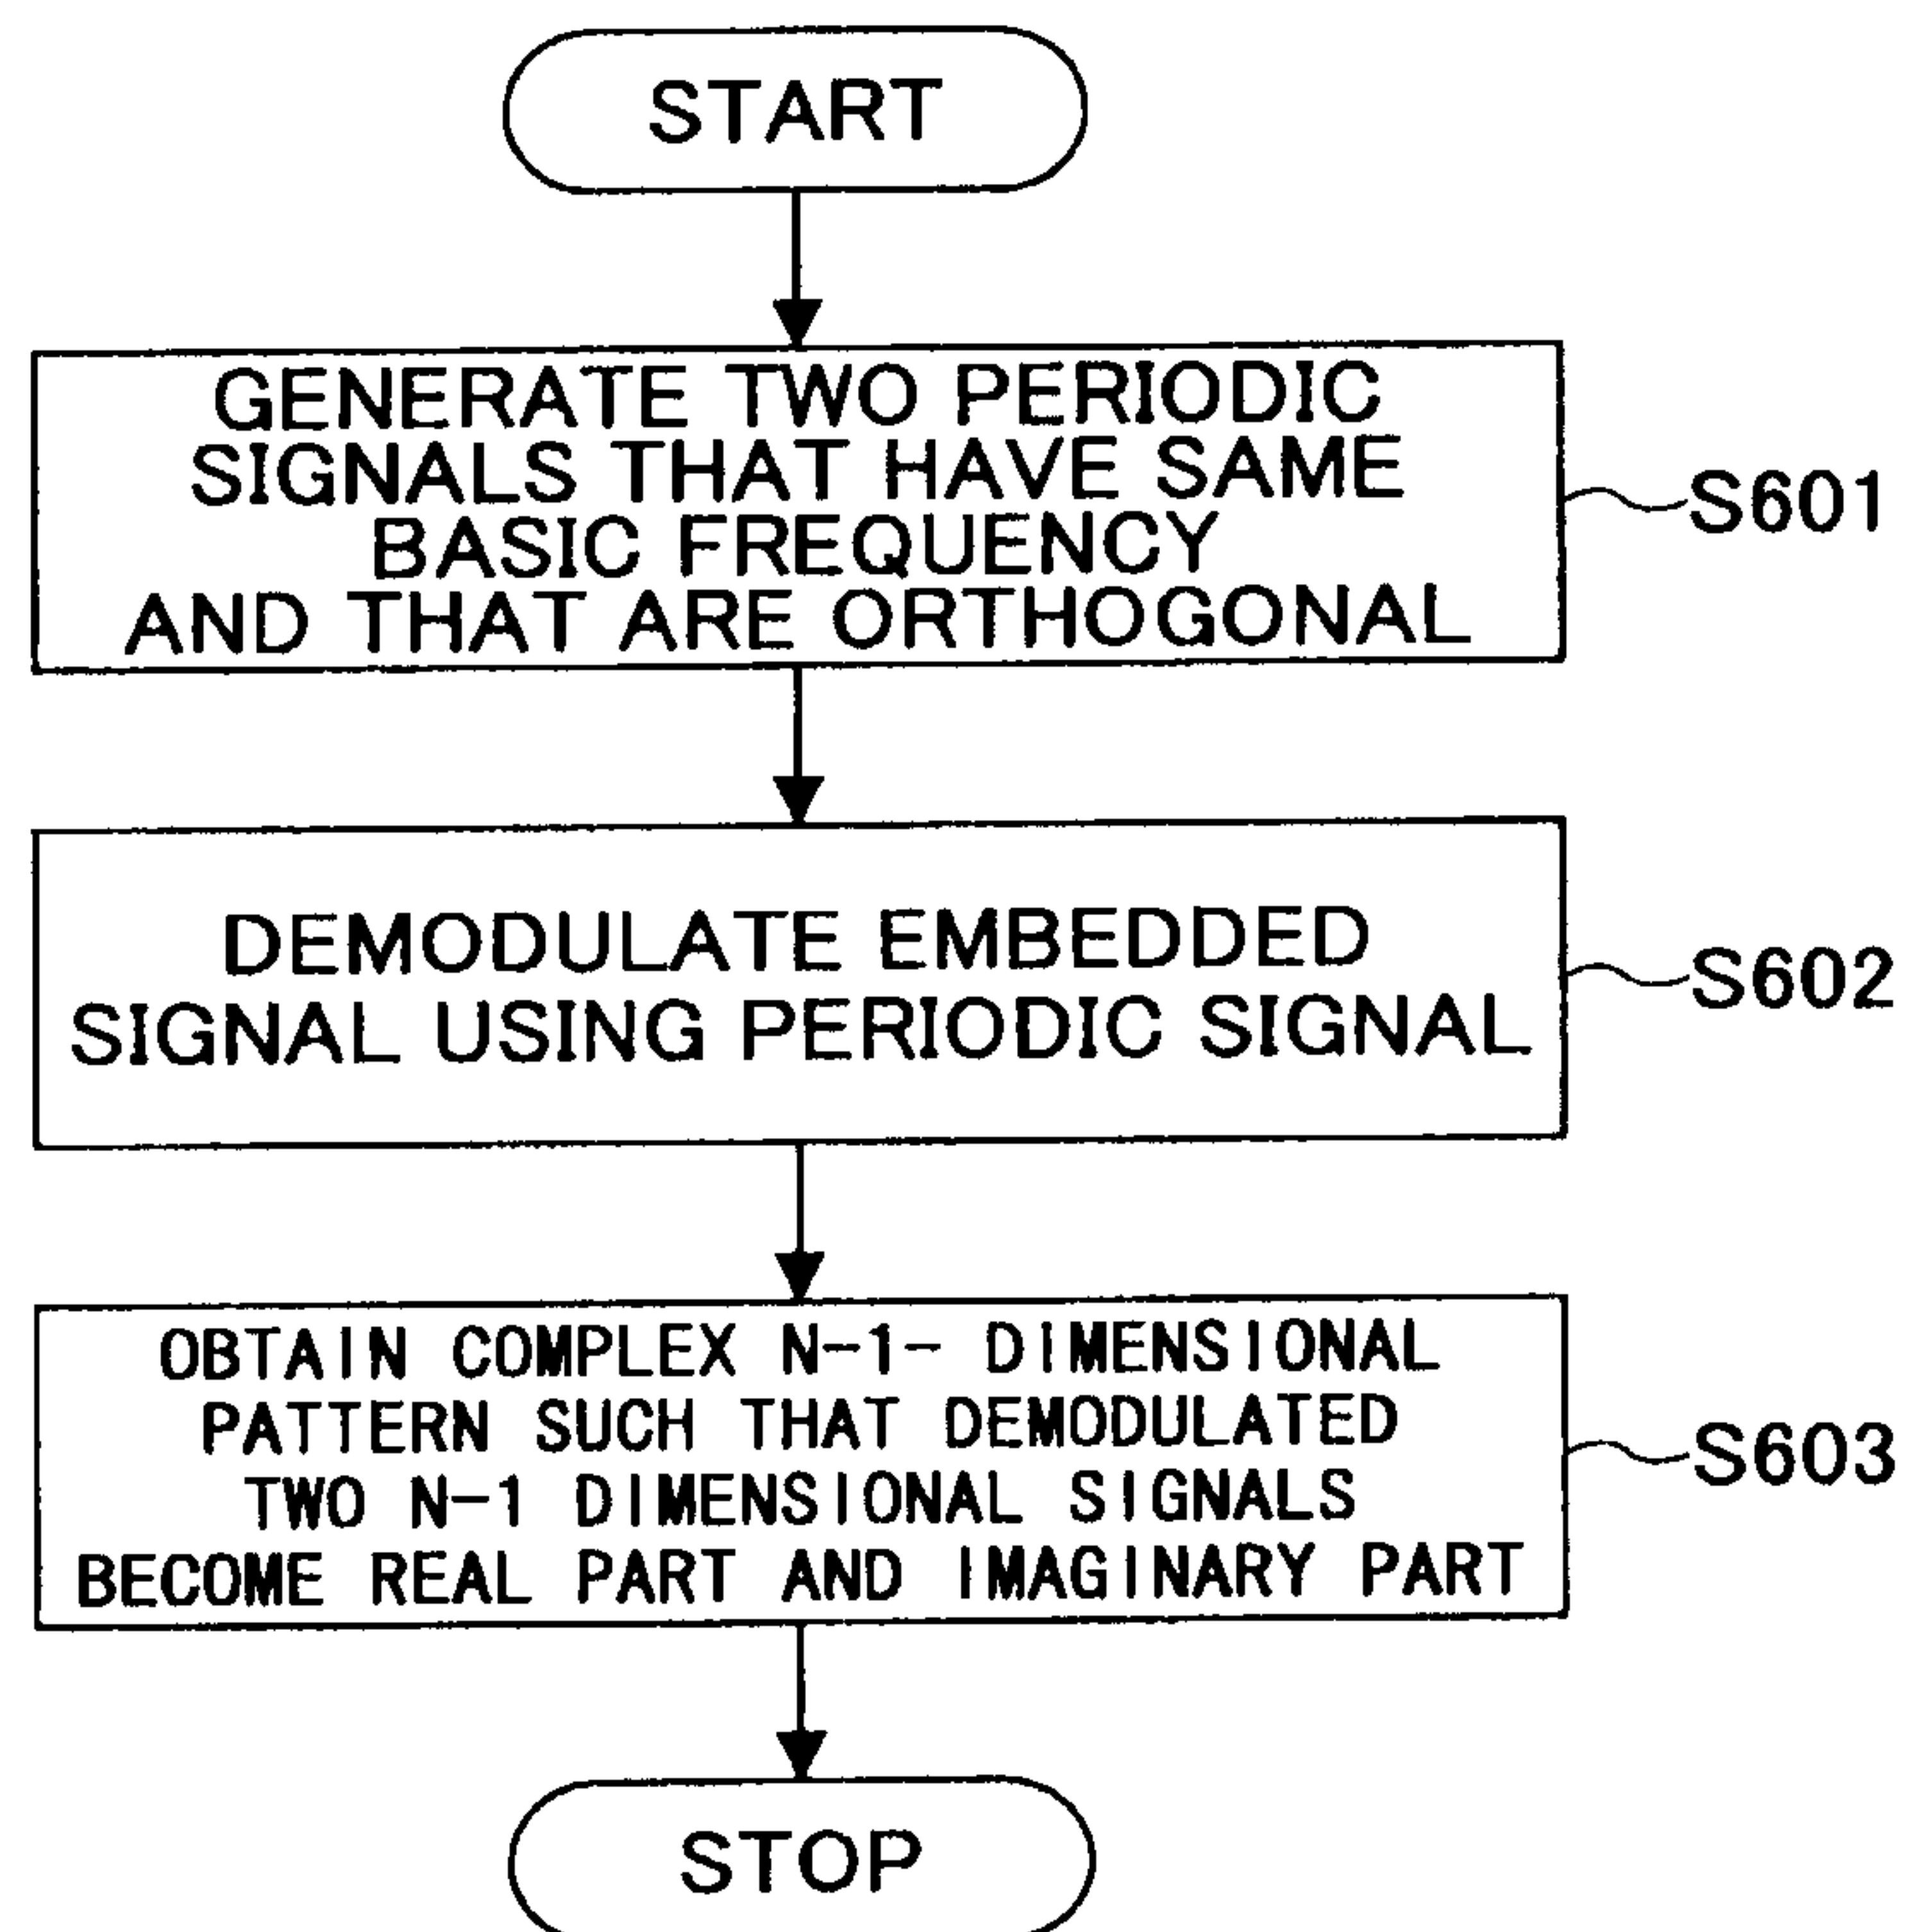 START
GENERATE TWO PERIODIC
SIGNALS THAT HAVE SAME
BASIC FREQUENCY
AND THAT ARE ORTHOGONAL
S601
DEMODULATE EMBEDDED
SIGNAL USING PERIODIC SIGNAL
S602
OBTAIN COMPLEX N-1- DIMENSIONAL
PATTERN SUCH THAT DEMODULATED
TWO N-1 DIMENSIONAL SIGNALS
BECOME REAL PART AND IMAGINARY PART
S603
STOP